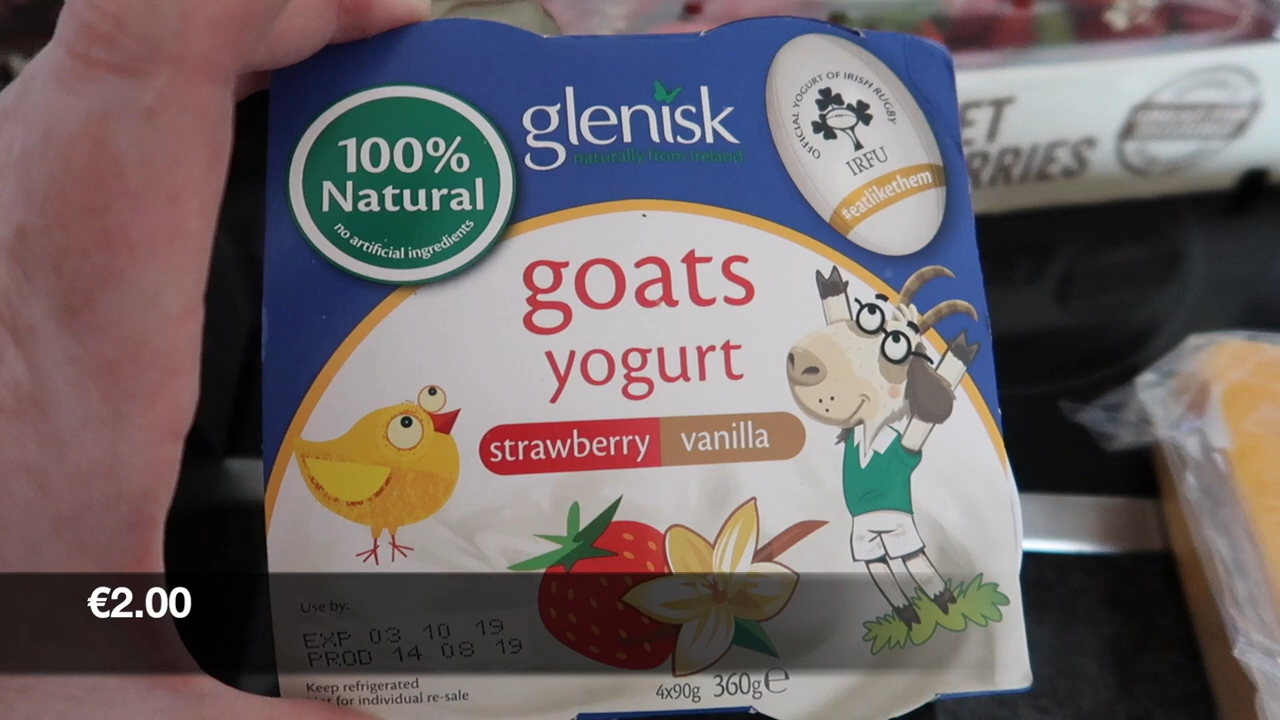 glenisk
naturally from Ireland
100%
Natural
no artificial ingredients
OFFICIAL YOGURT OF IRISH RUGBY
IRFU
#eatlikethem
ET
RRIES
goats
yogurt
strawberry vanilla
€2.00
Use by:
EXP 03 10 19
PROD 14 08 19
Keep refrigerated
for individual re-sale
4x90g 360g℮